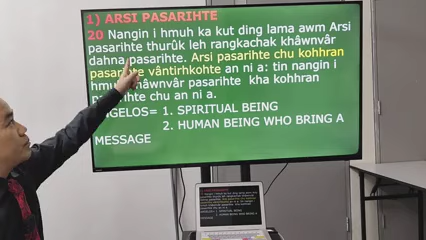 1) ARSI PASARIHTE
20 Nangin i hmuh ka kut ding lama awm Arsi
pasarihte thurûk leh rangkachak khâwnvâr
dahna pasarihte. Arsi pasarihte chu kohhran
pasarihte vântirhkohte an ni a: tin nangin i
hmuh khâwnvâr pasarihte kha kohhran
pasarihte chu an ni a.
ANGELOS= 1. SPIRITUAL BEING
2. HUMAN BEING WHO BRING A
MESSAGE